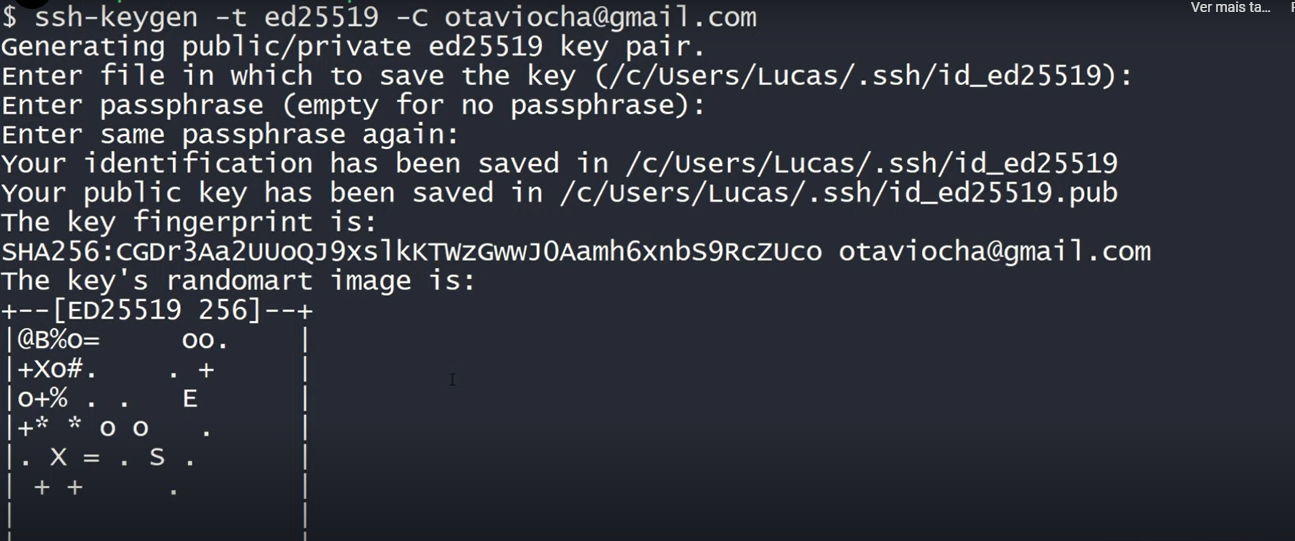 Ver mais ta...
$ ssh-keygen -t ed25519 -C otaviocha@gmail.com
Generating public/private ed25519 key pair.
Enter file in which to save the key (/c/Users/Lucas/.ssh/id_ed25519):
Enter passphrase (empty for no passphrase):
Enter same passphrase again:
Your identification has been saved in /c/Users/Lucas/.ssh/id_ed25519
Your public key has been saved in /c/Users/Lucas/.ssh/id_ed25519.pub
The key fingerprint is:
SHA256:CGDr3Aa2UUoQJ9xslkKTWzGwwJ0Aamh6xnbS9RcZUco otaviocha@gmail.com
The key's randomart image is:
+--[ED25519 256]--+
|@B%o=     oo.    |
|+Xo#.    . +     |
|o+% . .   E      |
|+* * o o   .     |
|. X = . S .      |
| + +     .       |
|                 |